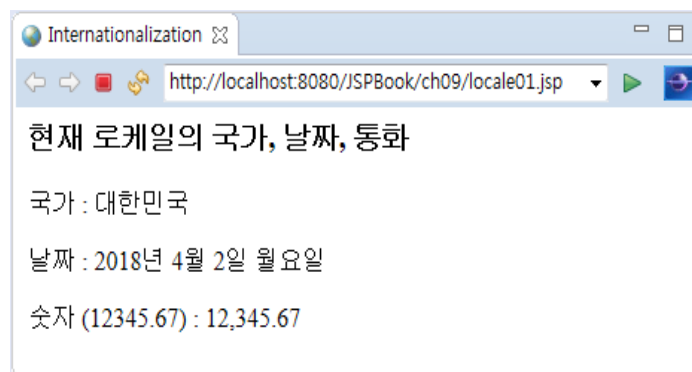 Internationalization
http://localhost:8080/JSPBook/ch09/locale01.jsp
현재 로케일의 국가, 날짜, 통화
국가 : 대한민국
날짜 : 2018년 4월 2일 월요일
숫자 (12345.67) : 12,345.67